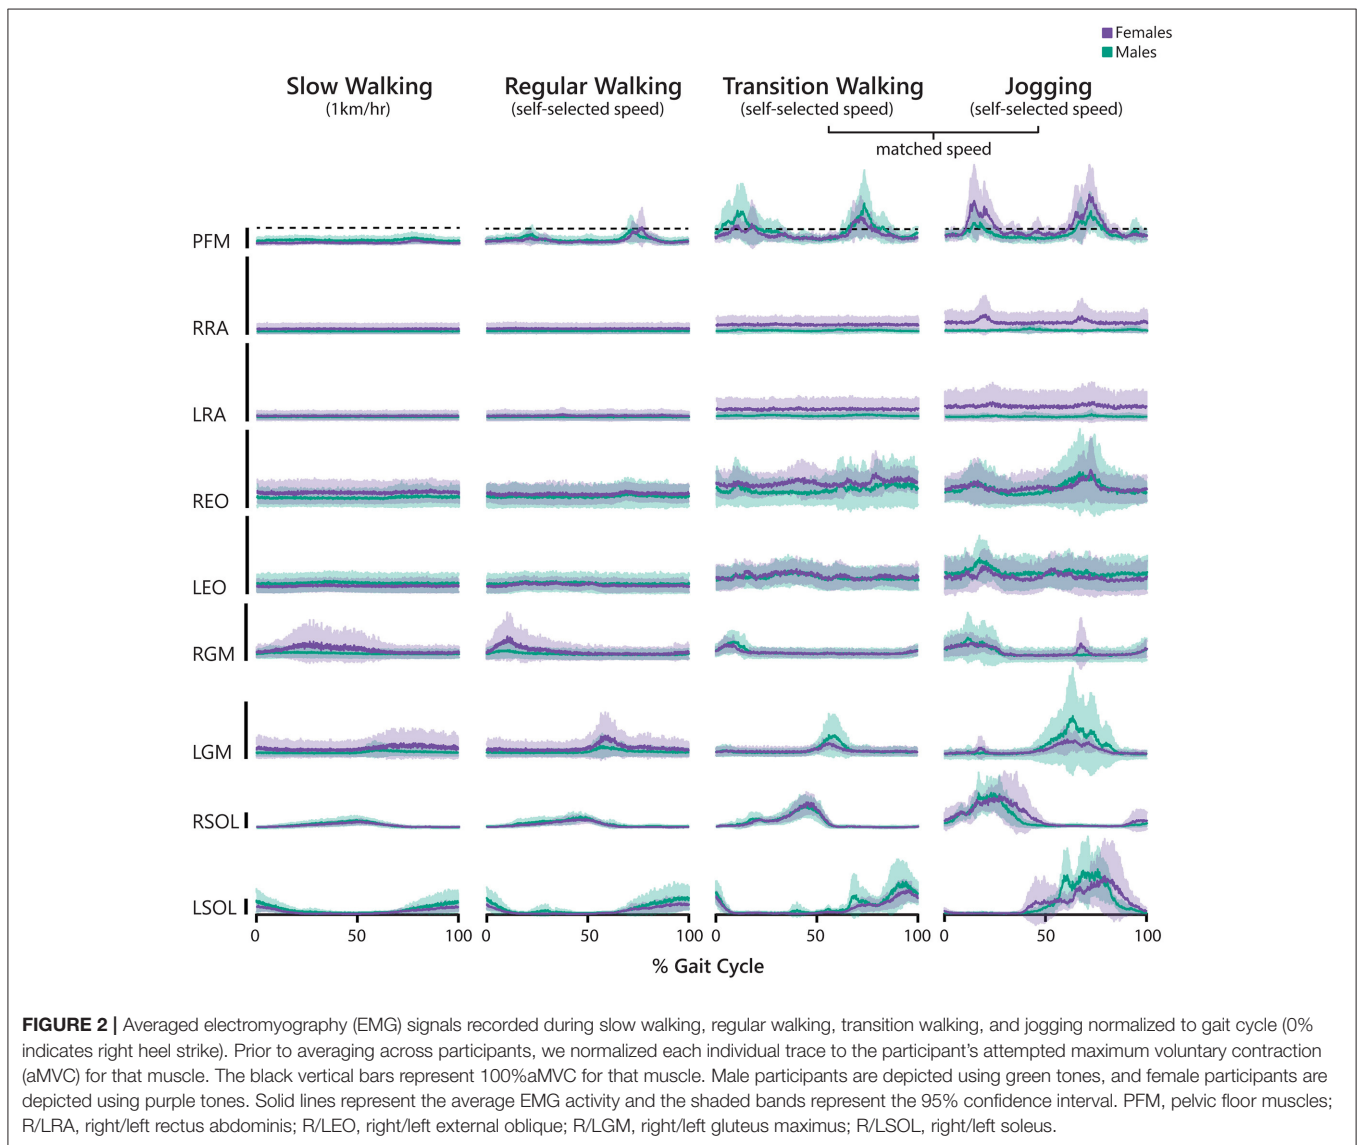 Females
Males
Slow Walking
(1km/hr)
Regular Walking
(self-selected speed)
Transition Walking
(self-selected speed)
Jogging
(self-selected speed)
matched speed
PFM
RRA
LRA
REO
LEO
RGM
LGM
RSOL
LSOL
0 50 100 0 50 100 0 50 100 0 50 100
% Gait Cycle
FIGURE 2 | Averaged electromyography (EMG) signals recorded during slow walking, regular walking, transition walking, and jogging normalized to gait cycle (0%
indicates right heel strike). Prior to averaging across participants, we normalized each individual trace to the participant's attempted maximum voluntary contraction
(aMVC) for that muscle. The black vertical bars represent 100%aMVC for that muscle. Male participants are depicted using green tones, and female participants are
depicted using purple tones. Solid lines represent the average EMG activity and the shaded bands represent the 95% confidence interval. PFM, pelvic floor muscles;
R/LRA, right/left rectus abdominis; R/LEO, right/left external oblique; R/LGM, right/left gluteus maximus; R/LSOL, right/left soleus.